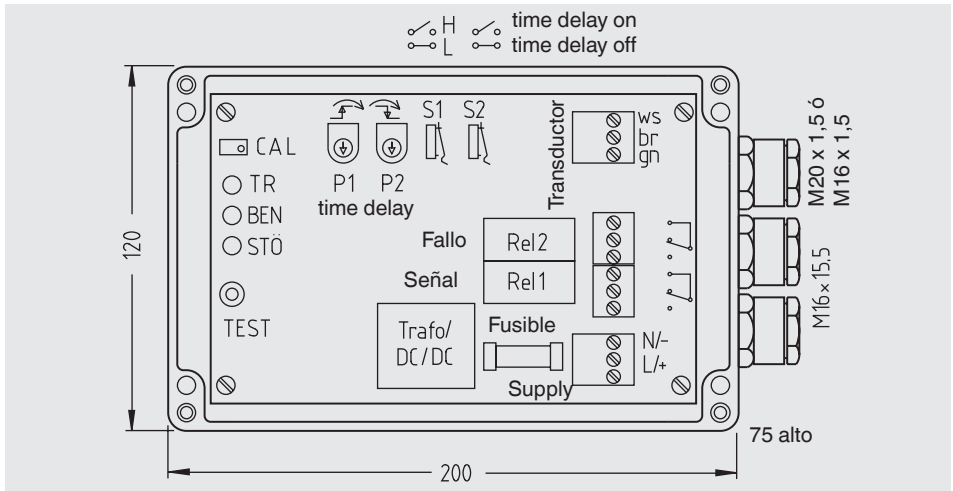 H time delay on
L time delay off
S1 S2
CAL
TR
BEN
STÖ
TEST
P1 P2
time delay
Transductor
ws
br
gn
Fallo
Rel2
Señal
Rel1
Trafo/
DC/DC
Fusible
Supply
N/-
L/+
M20 x 1,5 ó
M16 x 1,5
M16x15,5
120
200
75 alto